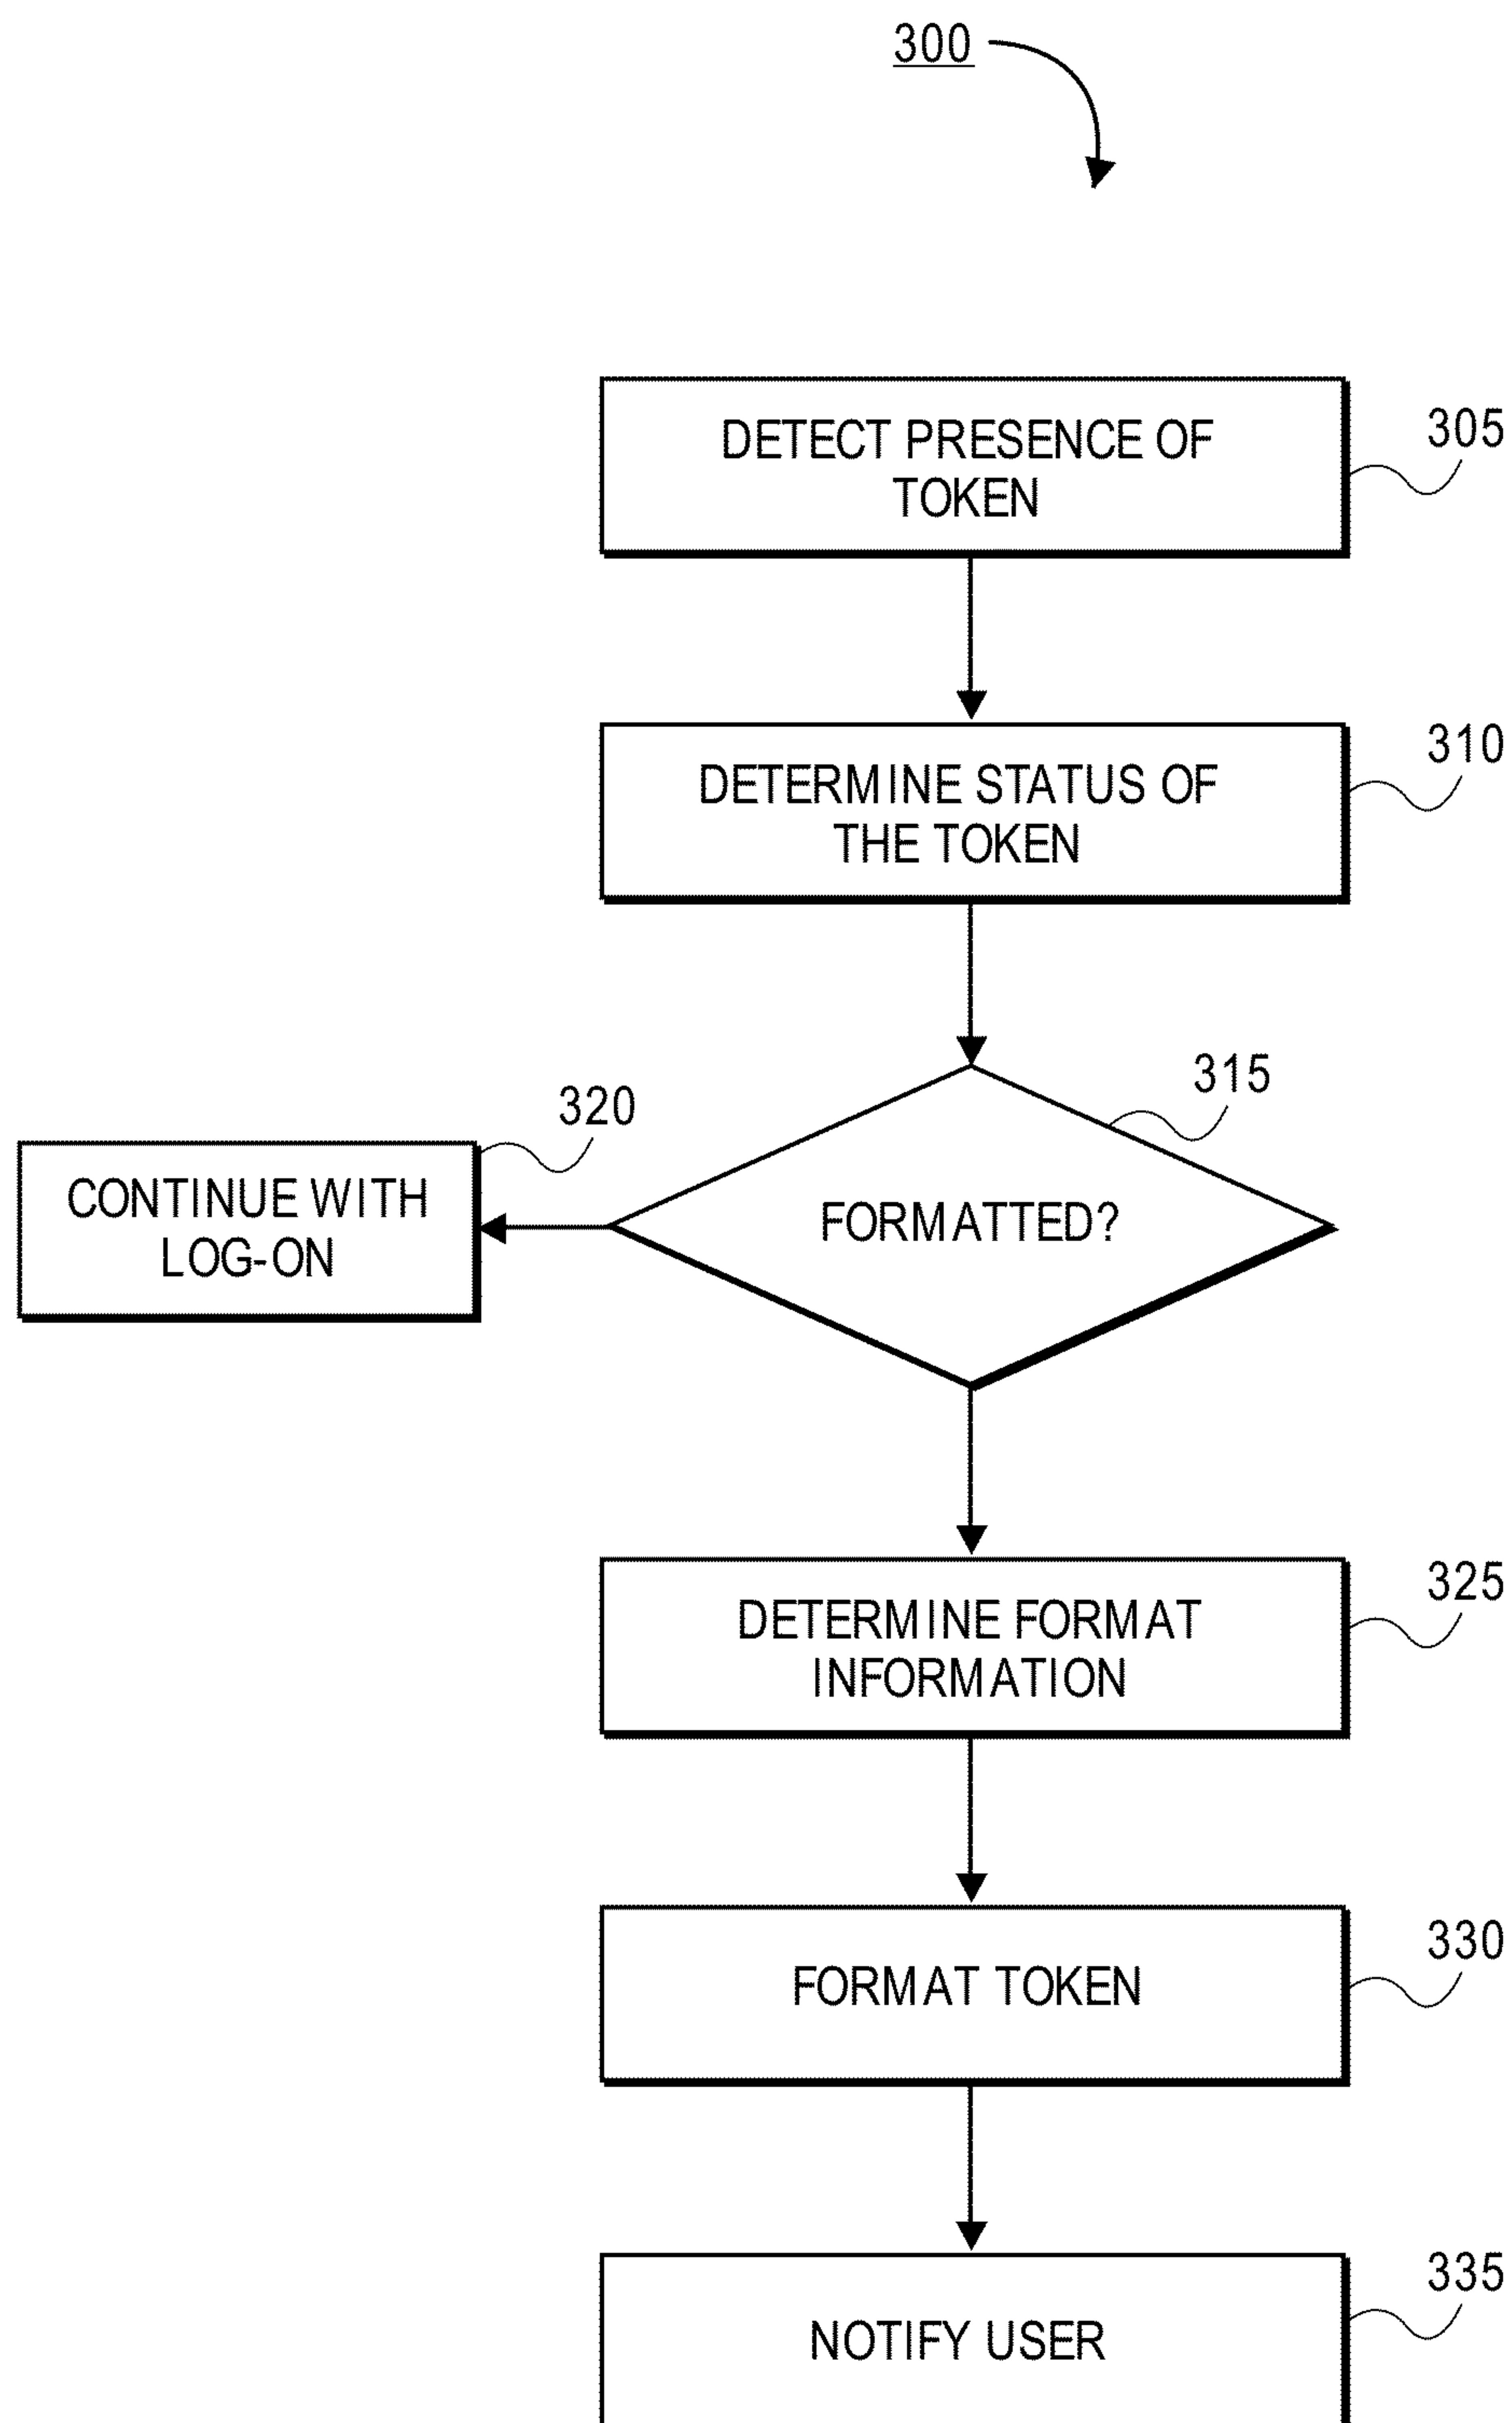 300
DETECT PRESENCE OF
TOKEN
305
DETERMINE STATUS OF
THE TOKEN
310
315
FORMATTED?
320
CONTINUE WITH
LOG-ON
DETERMINE FORMAT
INFORMATION
325
FORMAT TOKEN
330
NOTIFY USER
335